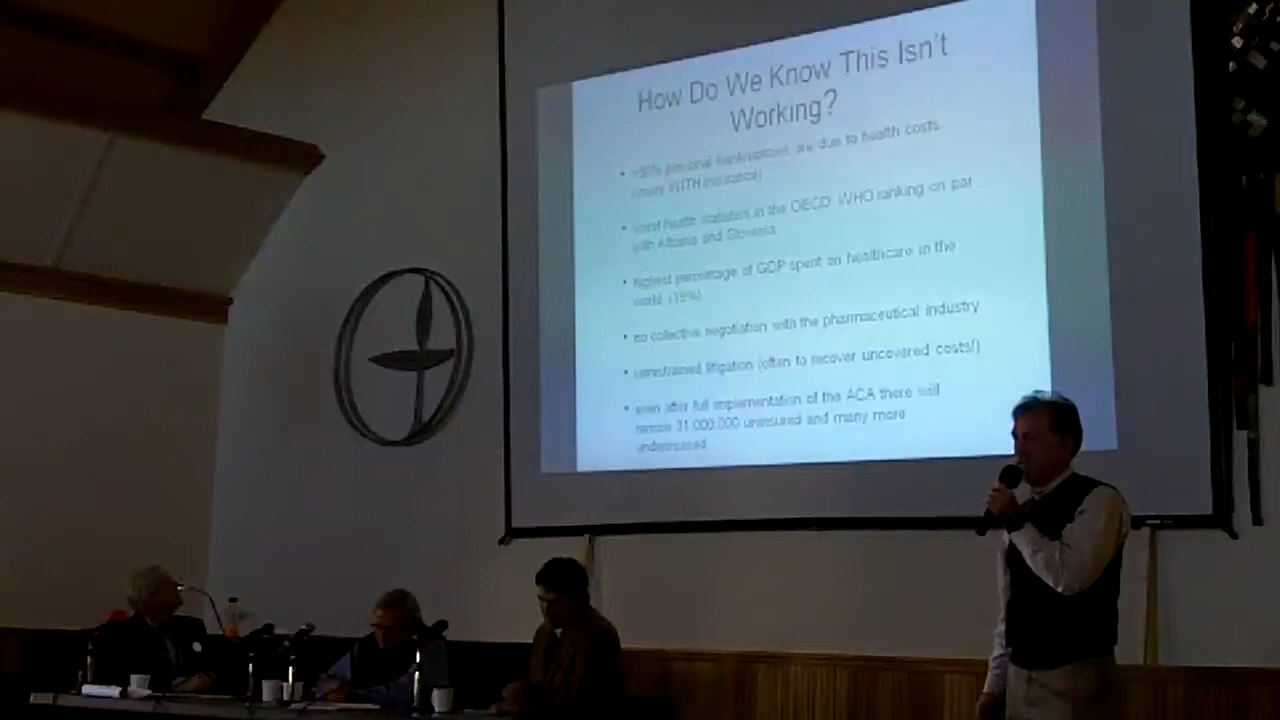 How Do We Know This Isn't
Working?
personal bankruptcies are due to health costs
(many WITH insurance)
worst health statistics in the OECD. WHO ranking on par
with Albania and Slovenia
highest percentage of GDP spent on healthcare in the
world
no collective negotiation with the pharmaceutical industry
unrestrained litigation (often to recover uncovered costs!)
even after full implementation of the ACA there will
remain 31,000,000 uninsured and many more
underinsured